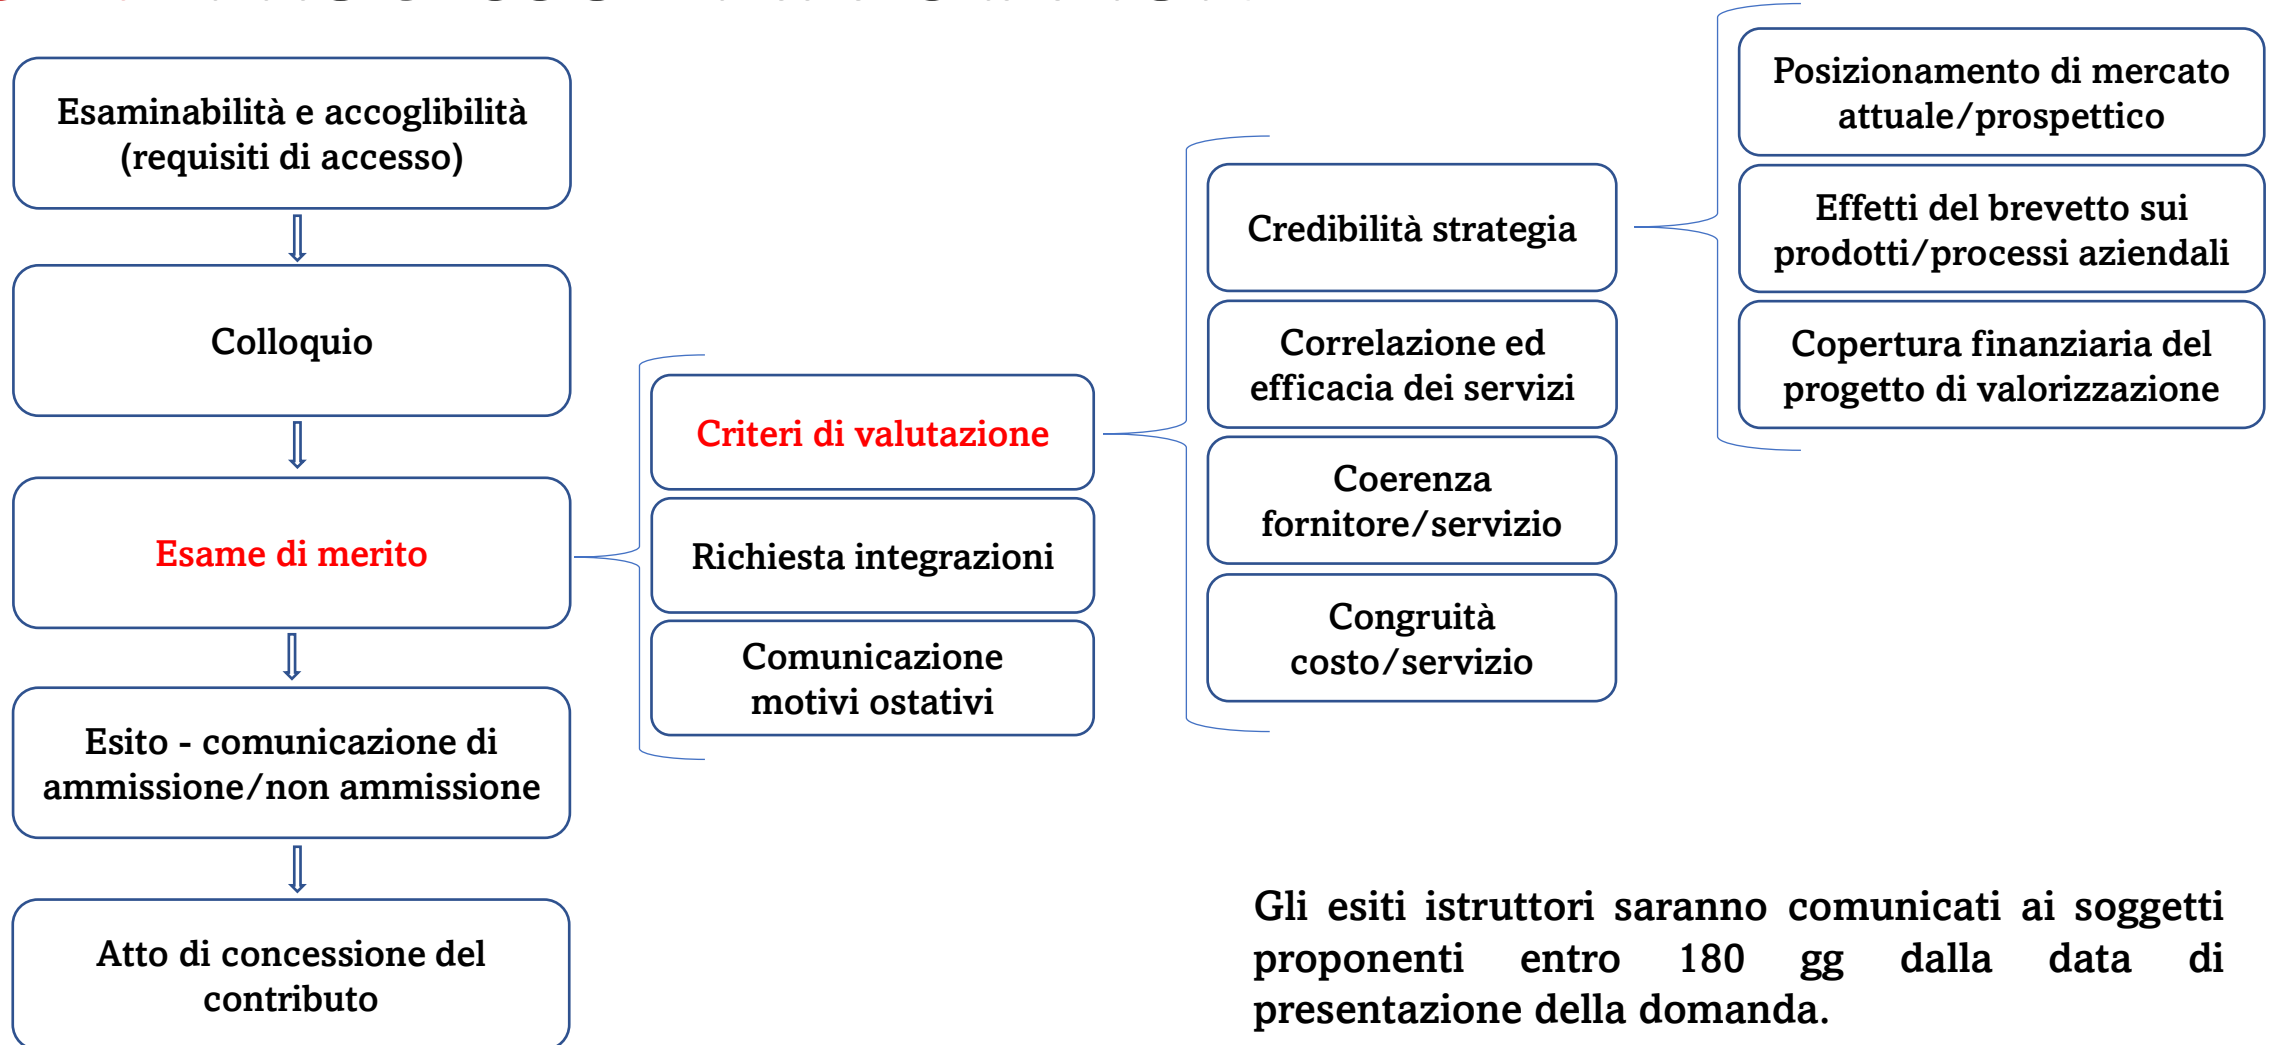 Esaminabilità e accoglibilità
(requisiti di accesso)
Colloquio
Esame di merito
Esito - comunicazione di
ammissione/non ammissione
Atto di concessione del
contributo
Criteri di valutazione
Richiesta integrazioni
Comunicazione
motivi ostativi
Credibilità strategia
Correlazione ed
efficacia dei servizi
Coerenza
fornitore/servizio
Congruità
costo/servizio
Posizionamento di mercato
attuale/prospettico
Effetti del brevetto sui
prodotti/processi aziendali
Copertura finanziaria del
progetto di valorizzazione
Gli esiti istruttori saranno comunicati ai soggetti
proponenti entro 180 gg dalla data di
presentazione della domanda.